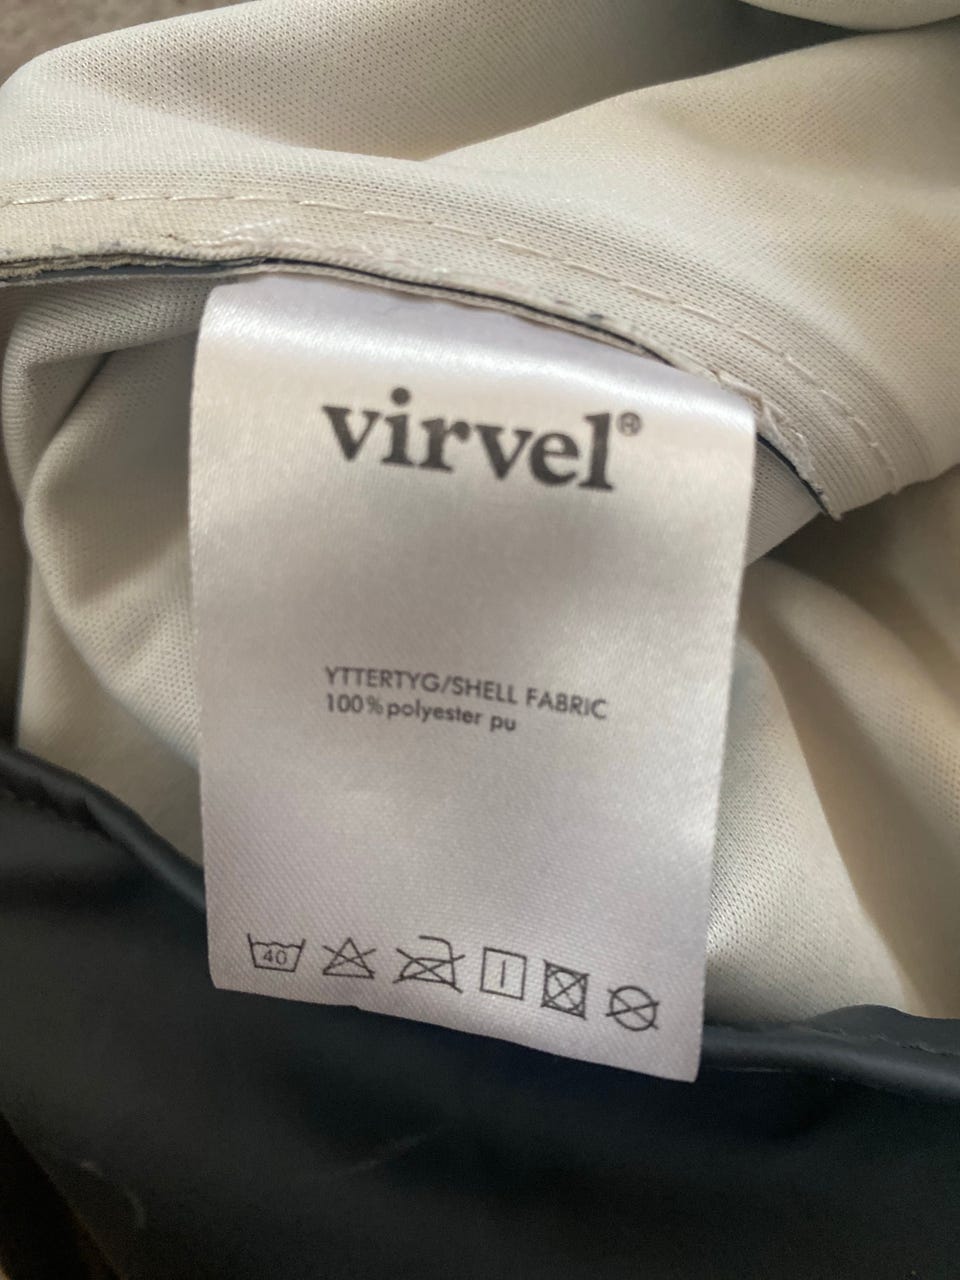 virvel®
YTTERTYG/SHELL FABRIC
100% polyester pu
40